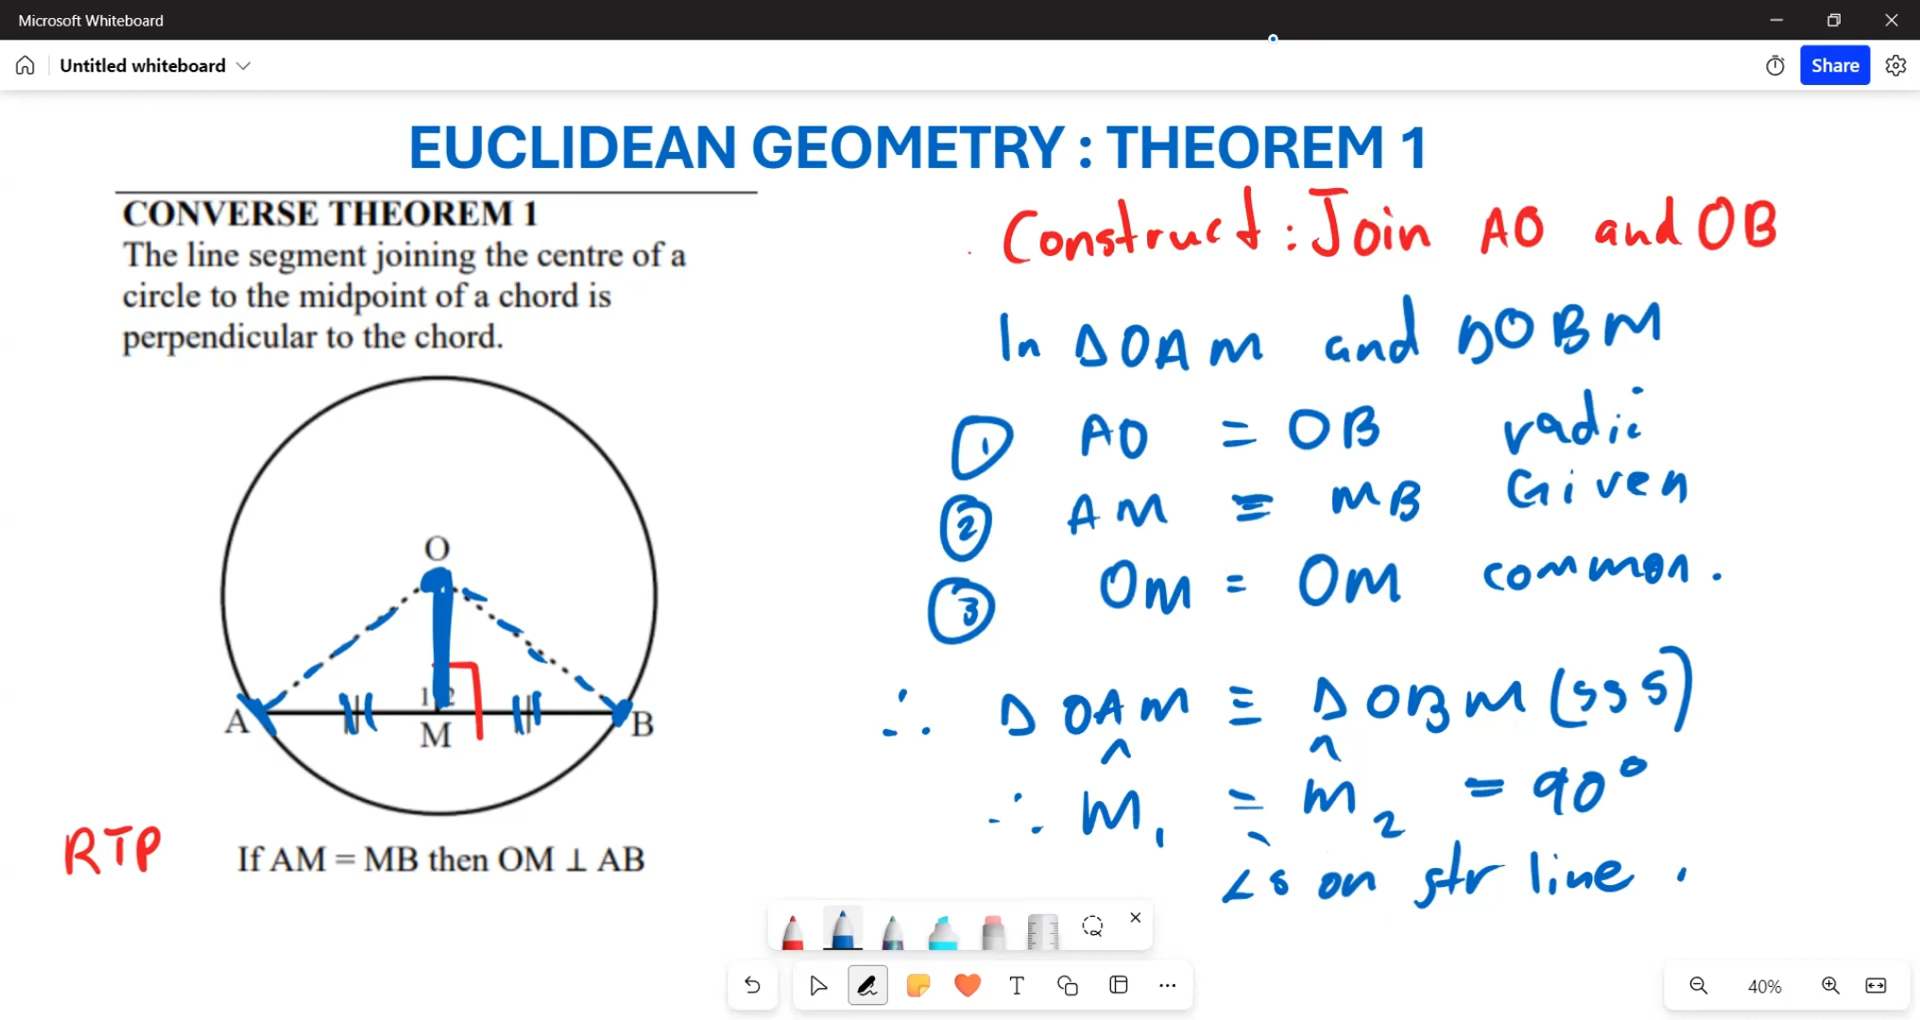 Microsoft Whiteboard
Untitled whiteboard
Share
EUCLIDEAN GEOMETRY : THEOREM 1
CONVERSE THEOREM 1
The line segment joining the centre of a
circle to the midpoint of a chord is
perpendicular to the chord.
O
1 2
A
M
B
RTP
If AM = MB then OM ⊥ AB
Construct : Join AO and OB
In ΔOAM and ΔOBM
① AO = OB radii
② AM = MB Given
③ OM = OM common.
∴ ΔOAM ≡ ΔOBM (SSS)
∴ M̂₁ = M̂₂ = 90°
∠s on str line.
40%